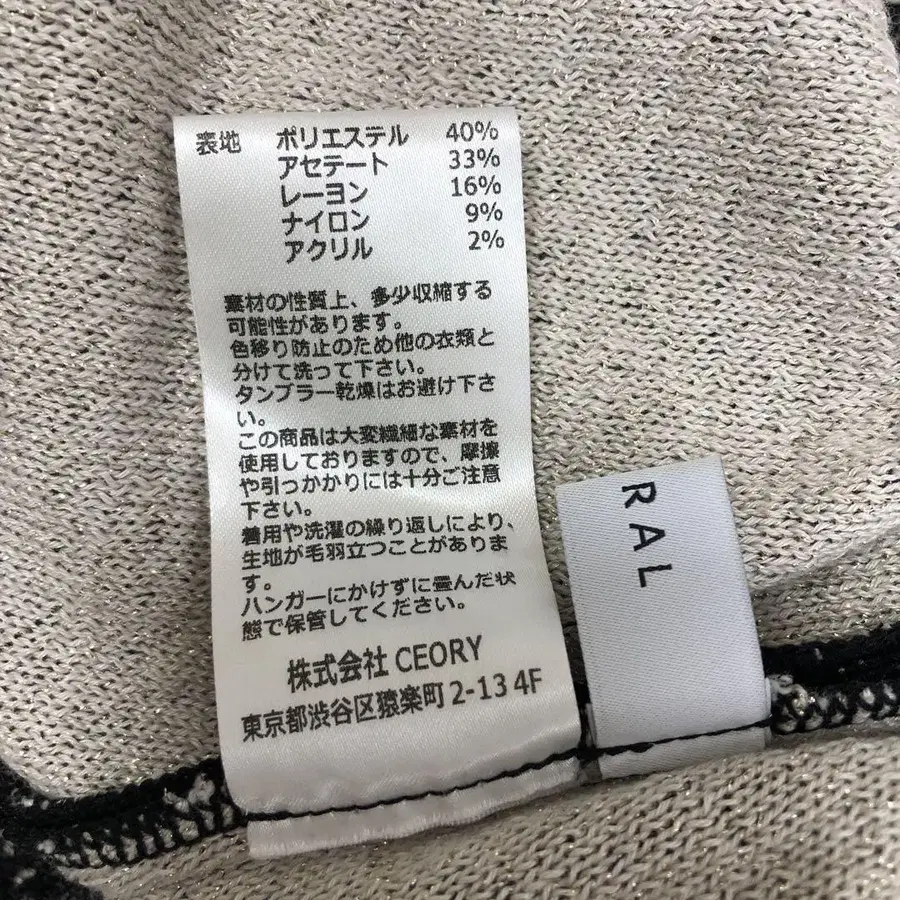 表地 ポリエステル 40%
アセテート 33%
レーヨン 16%
ナイロン 9%
アクリル 2%
素材の性質上、多少収縮する
可能性があります。
色移り防止のため他の衣類と
分けて洗って下さい。
タンブラー乾燥はお避け下さ
い。
この商品は大変繊細な素材を
使用しておりますので、摩擦
や引っかかりには十分ご注意
下さい。
着用や洗濯の繰り返しにより、
生地が毛羽立つことがありま
す。
ハンガーにかけずに畳んだ状
態で保管してください。
株式会社 CEORY
東京都渋谷区猿楽町2-13 4F
RAL